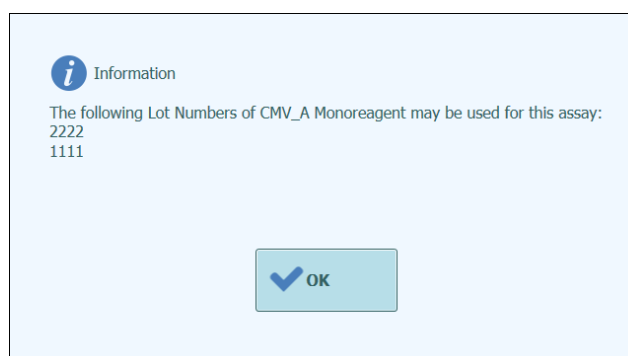 Information
The following Lot Numbers of CMV_A Monoreagent may be used for this assay:
2222
1111
OK